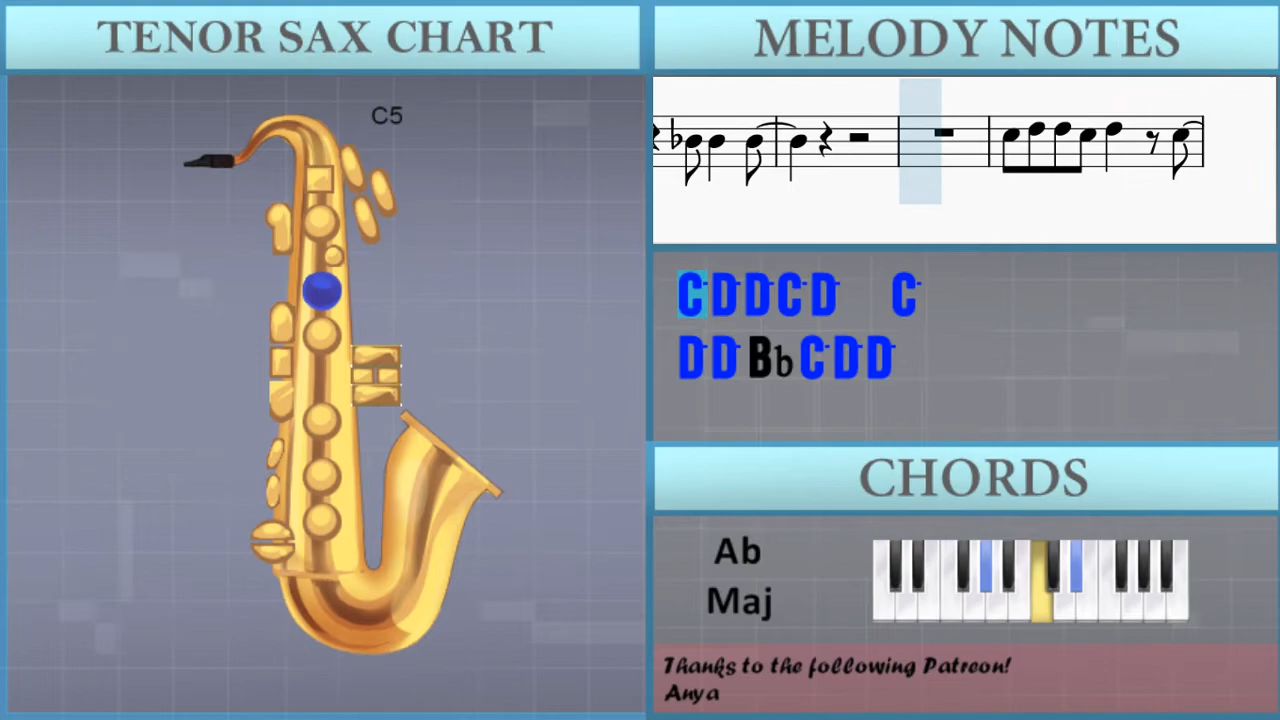 TENOR SAX CHART
C5
MELODY NOTES
C D D C D C
D D Bb C D D
CHORDS
Ab
Maj
Thanks to the following Patreon!
Anya